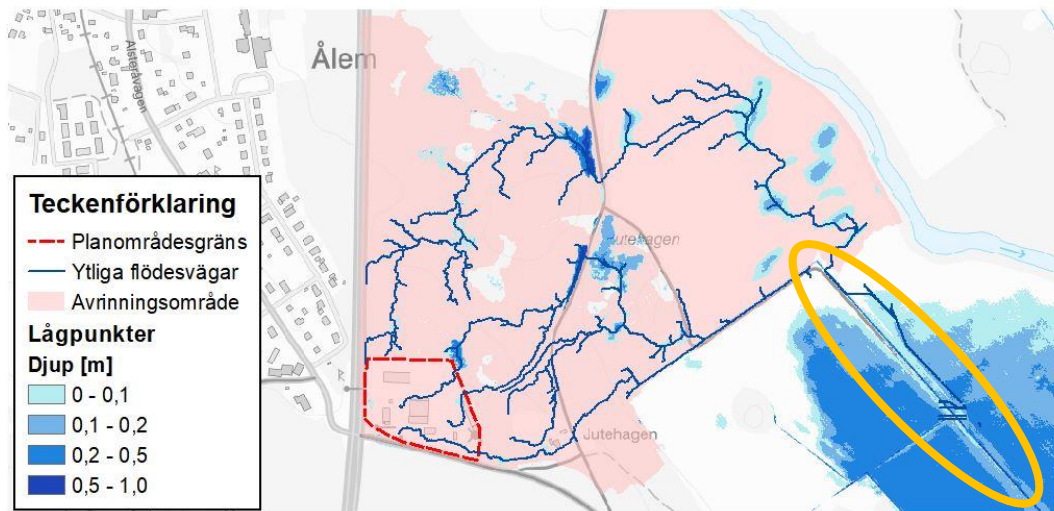 Ålem
Alsteråvägen
Jutehagen
Jutehagen
Teckenförklaring
Planområdesgräns
Ytliga flödesvägar
Avrinningsområde
Lågpunkter
Djup [m]
0 - 0,1
0,1 - 0,2
0,2 - 0,5
0,5 - 1,0